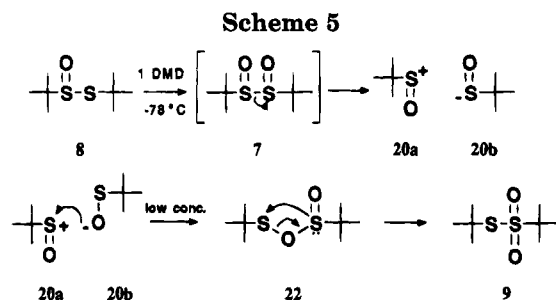 Scheme 5
O O O O
1 DMD
S S S S S+ S
-78°C - O
8 7 20a 20b
S O
S+ - O low conc. S S S S
O O O
20a 20b 22 9